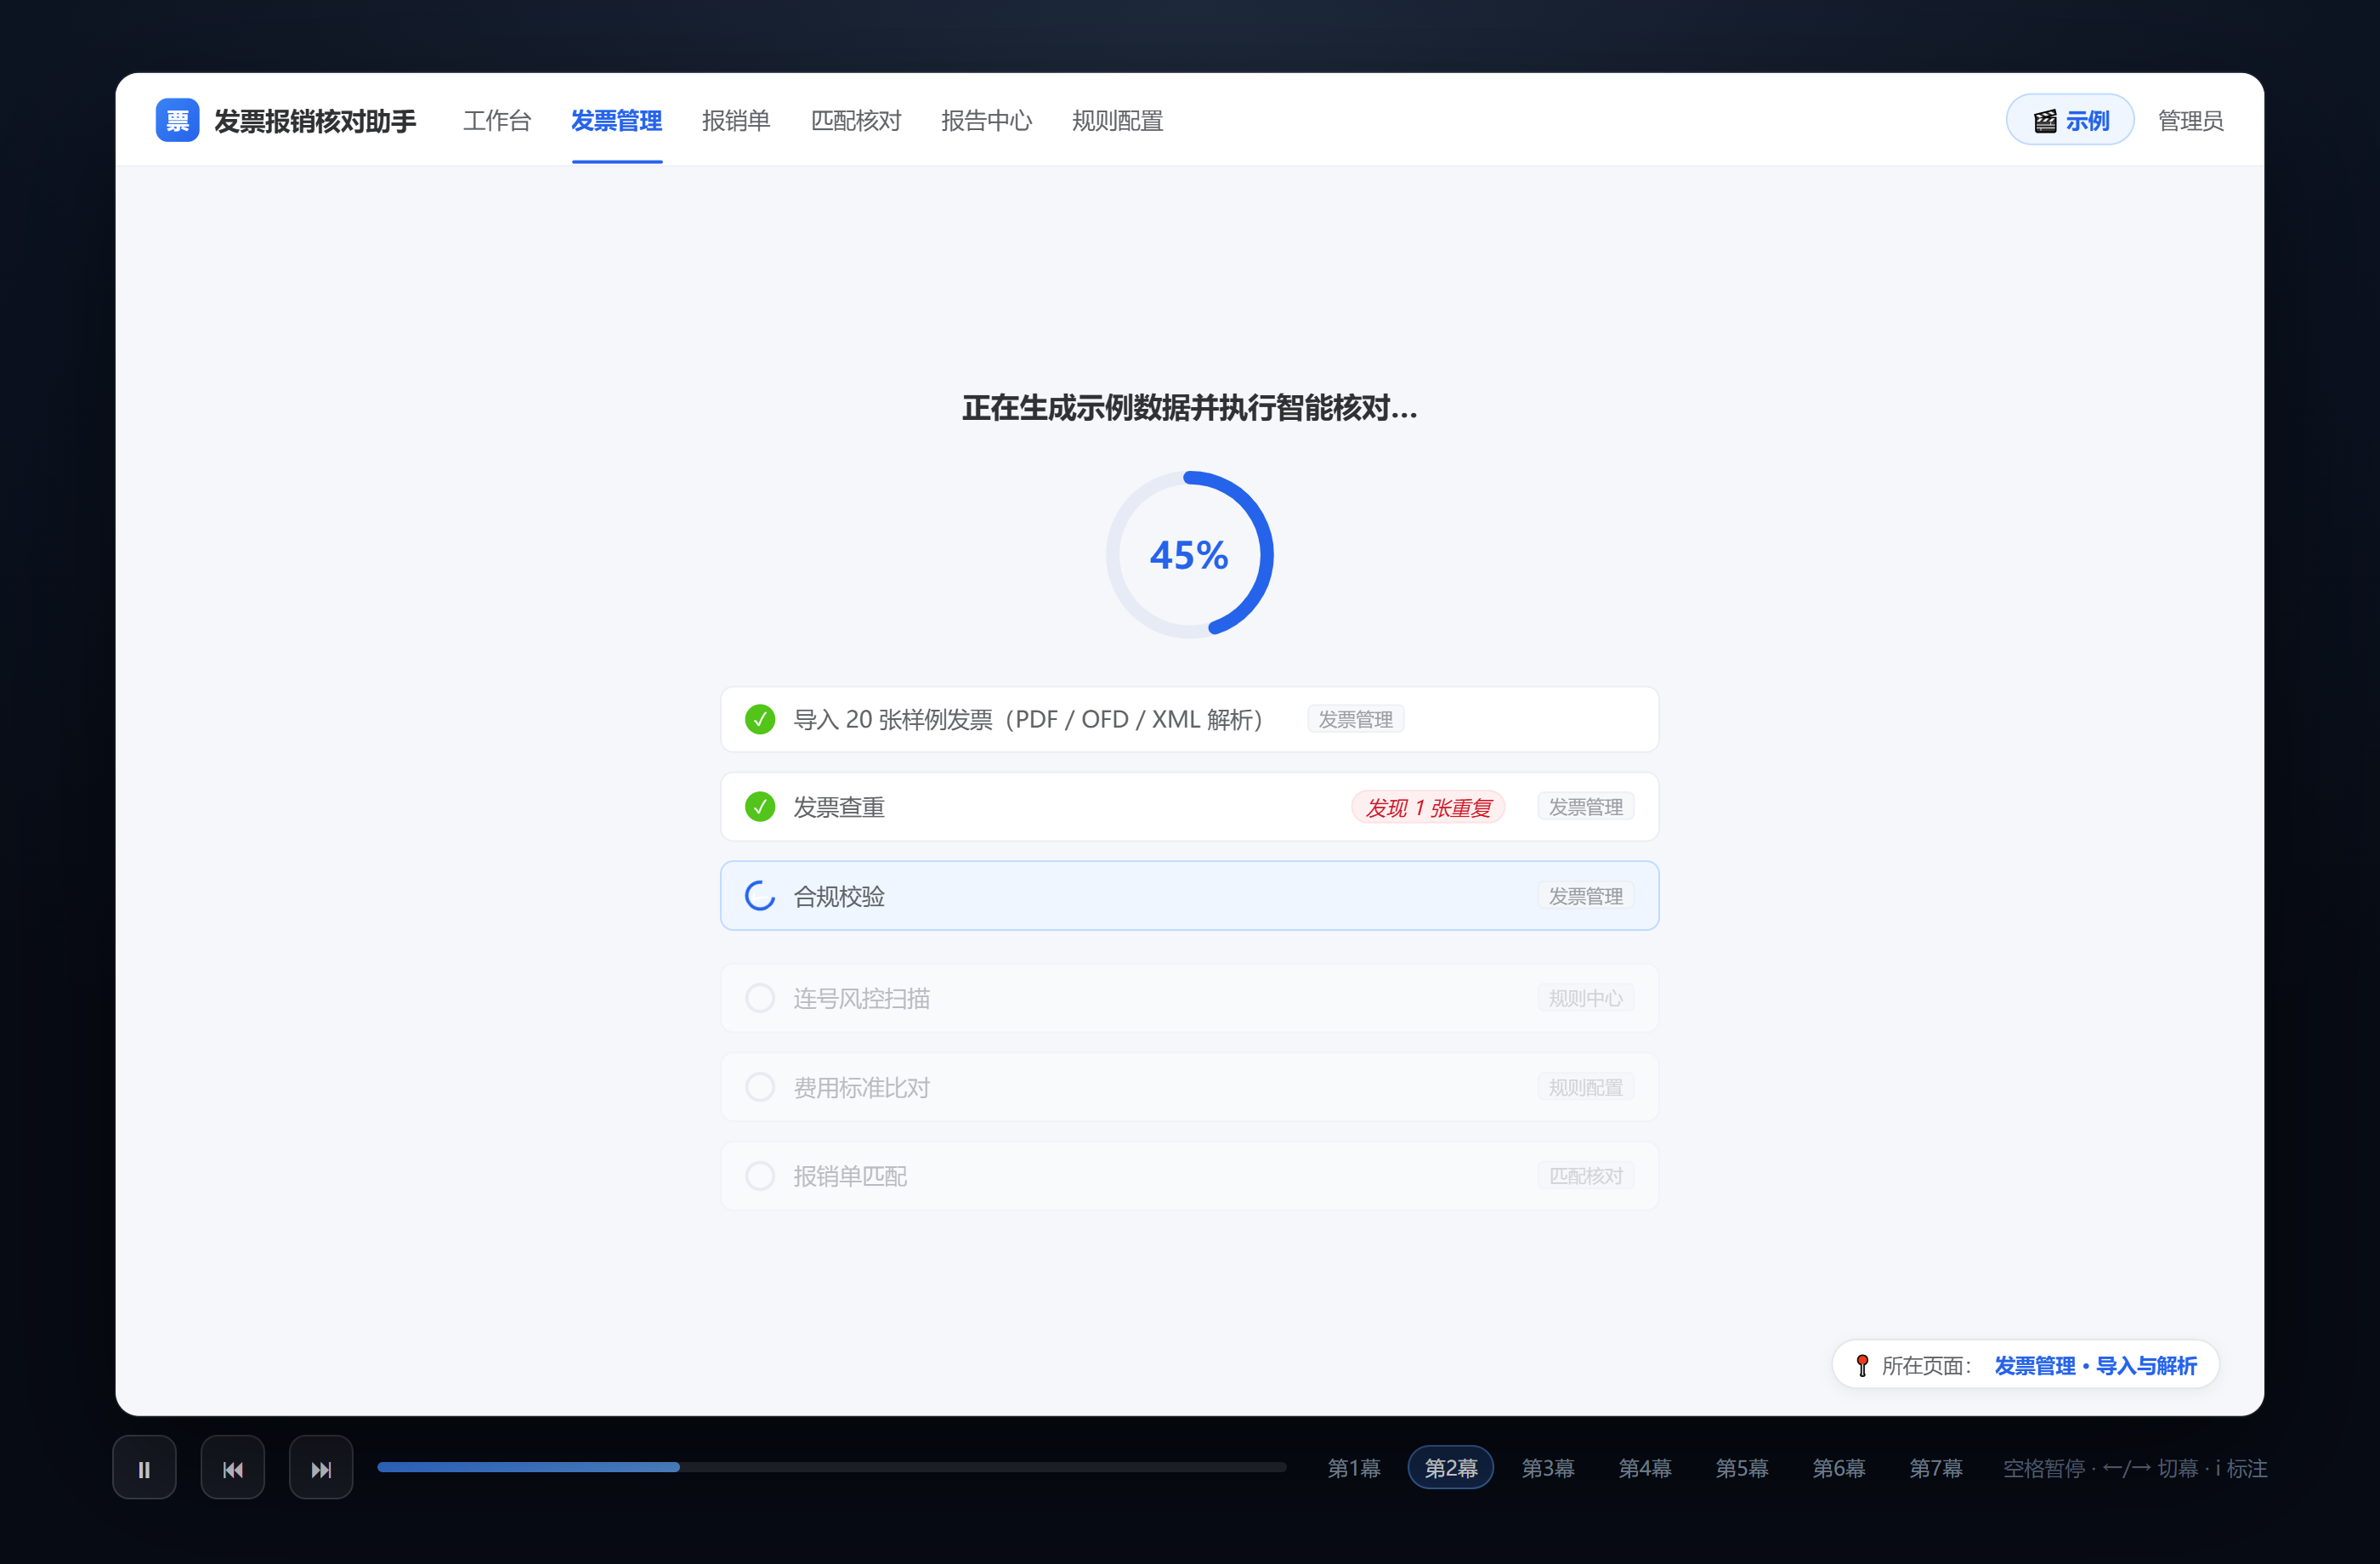 票 发票报销核对助手 工作台 发票管理 报销单 匹配核对 报告中心 规则配置 示例 管理员
正在生成示例数据并执行智能核对...
45%
导入 20 张样例发票（PDF / OFD / XML 解析） 发票管理
发票查重 发现 1 张重复 发票管理
合规校验 发票管理
连号风控扫描 规则中心
费用标准比对 规则配置
报销单匹配 匹配核对
所在页面： 发票管理 · 导入与解析
第1幕 第2幕 第3幕 第4幕 第5幕 第6幕 第7幕 空格暂停 · ←/→ 切幕 · i 标注